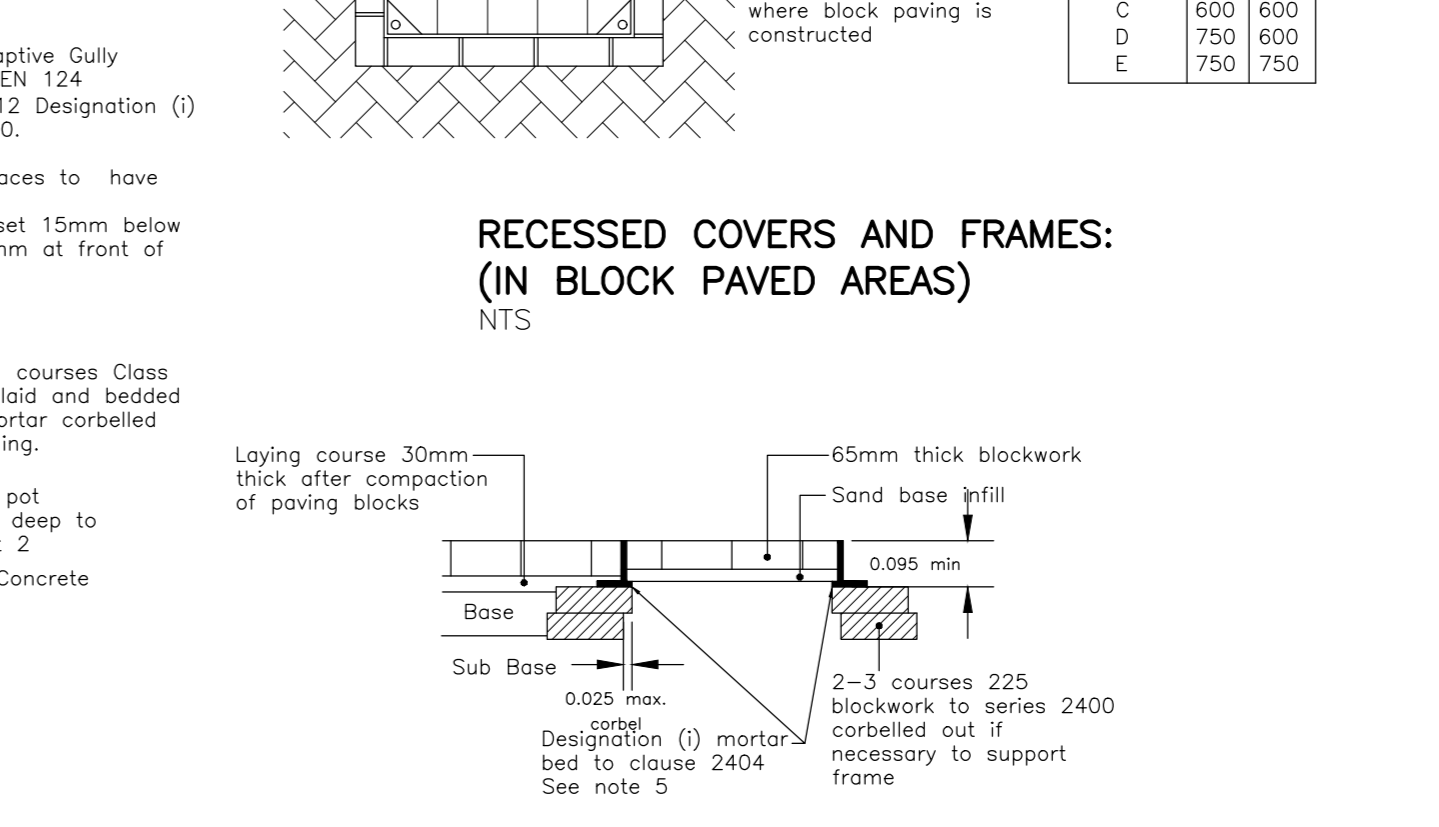 where block paving is
constructed
C 600 600
D 750 600
E 750 750
aptive Gully
EN 124
12 Designation (i)
0.
aces to have
set 15mm below
mm at front of
courses Class
laid and bedded
ortar corbelled
ing.
pot
deep to
2
Concrete
RECESSED COVERS AND FRAMES:
(IN BLOCK PAVED AREAS)
NTS
Laying course 30mm
thick after compaction
of paving blocks
65mm thick blockwork
Sand base infill
0.095 min
Base
Sub Base
0.025 max.
corbel
Designation (i) mortar
bed to clause 2404
See note 5
2-3 courses 225
blockwork to series 2400
corbelled out if
necessary to support
frame